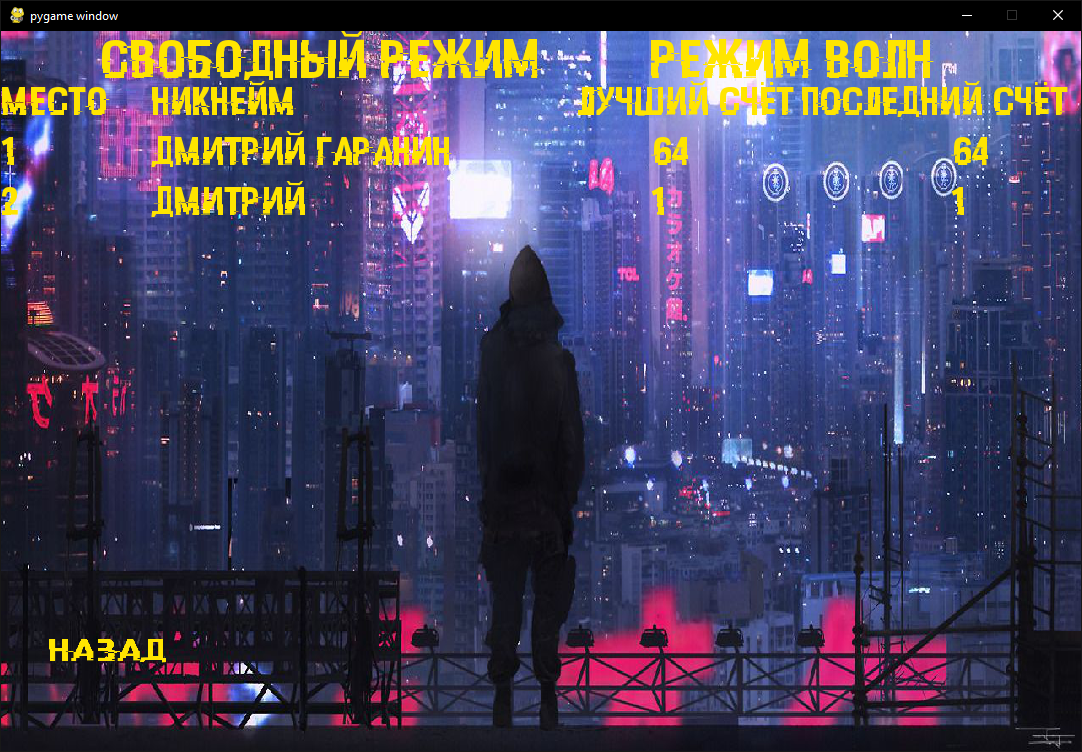 pygame window
СВОБОДНЫЙ РЕЖИМ РЕЖИМ ВОЛН
МЕСТО НИКНЕЙМ ЛУЧШИЙ СЧЁТ ПОСЛЕДНИЙ СЧЁТ
1 ДМИТРИЙ ГАРАНИН 64 64
2 ДМИТРИЙ 1 1
НАЗАД